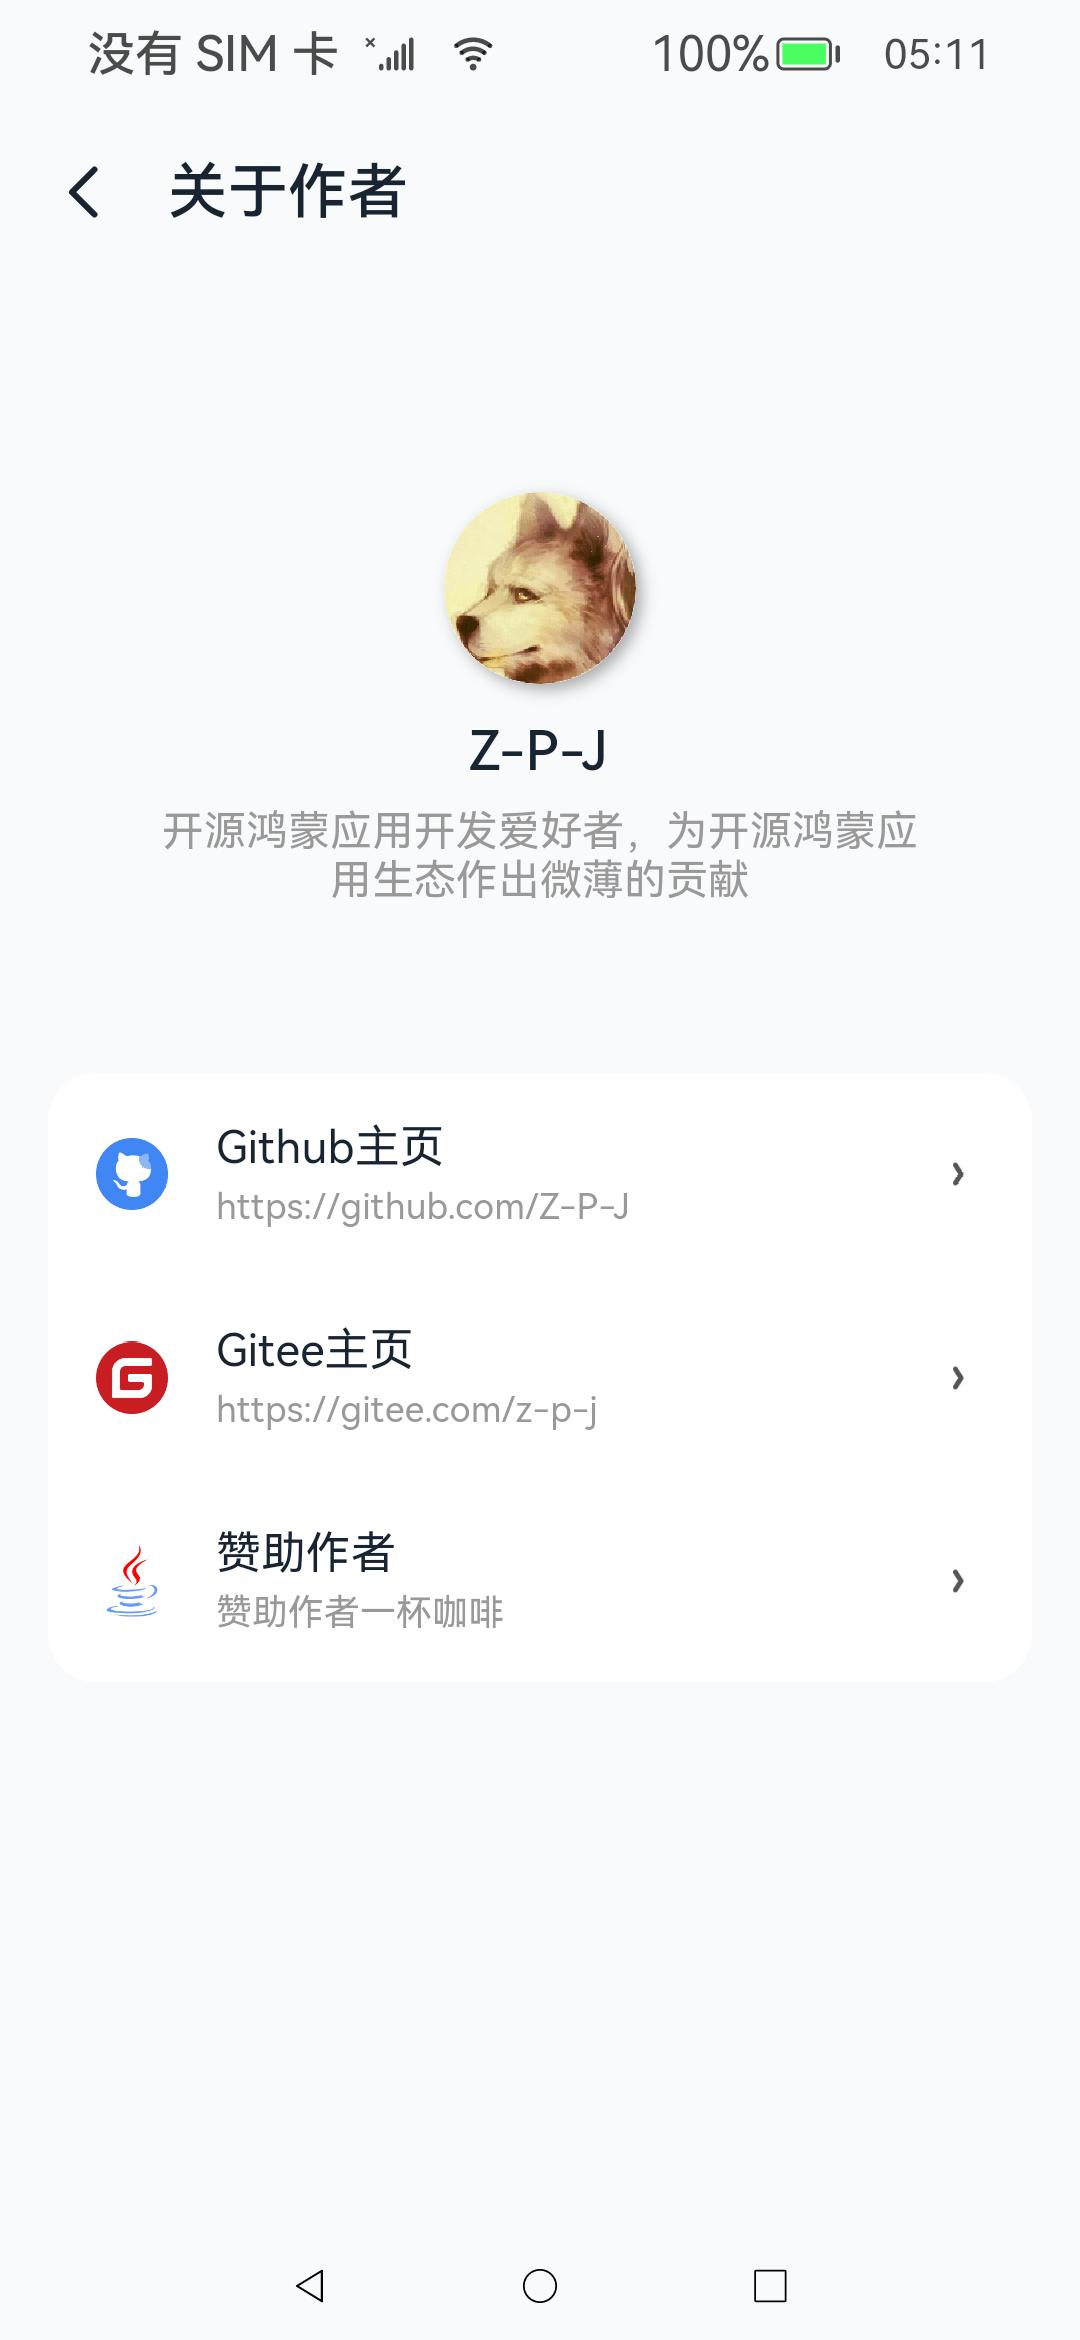 没有 SIM 卡 100% 05:11
关于作者
Z-P-J
开源鸿蒙应用开发爱好者，为开源鸿蒙应
用生态作出微薄的贡献
Github主页
https://github.com/Z-P-J
Gitee主页
https://gitee.com/z-p-j
赞助作者
赞助作者一杯咖啡